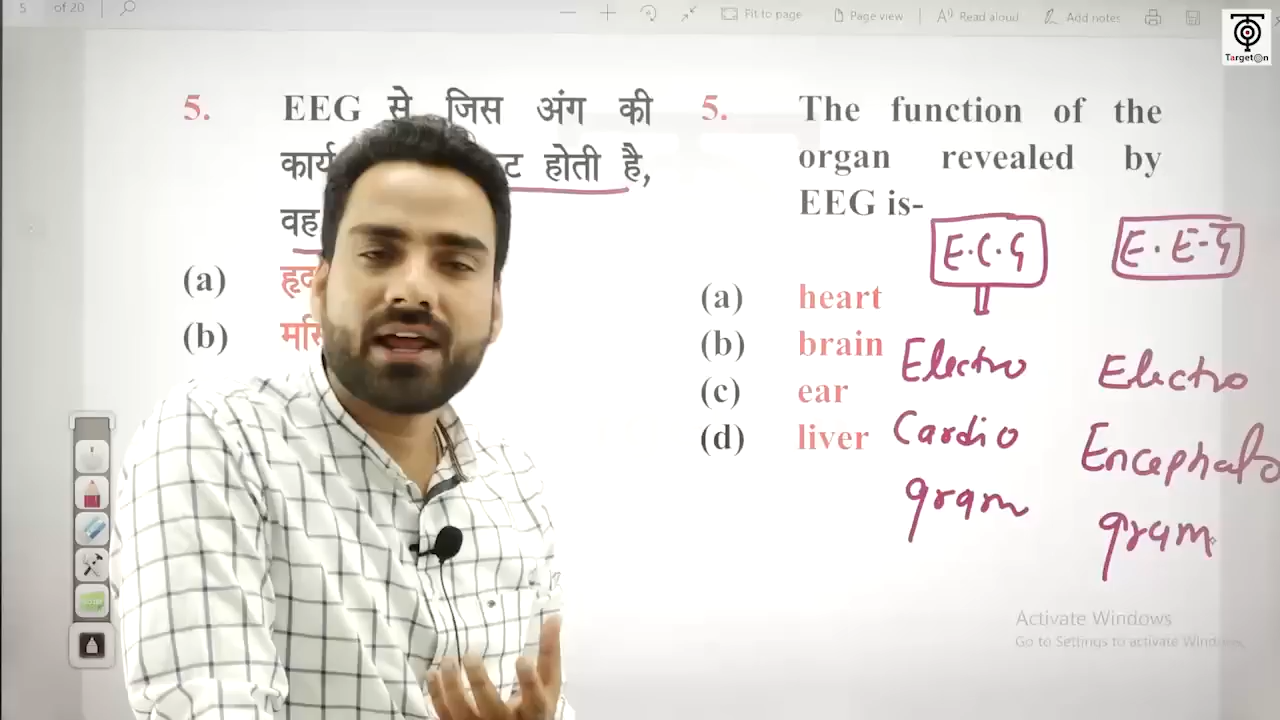 5 of 20
Fit to page
Page view
Read aloud
Add notes
TargetOn
5. EEG से जिस अंग की
होती है,
वह
(a)
(b)
5. The function of the
organ revealed by
EEG is-
(a) heart
(b) brain
(c) ear
(d) liver
E.C.G
Electro
Cardio
gram
E.E-G
Electro
Encephalo
gram
Activate Windows
Go to Settings to activate Windows.